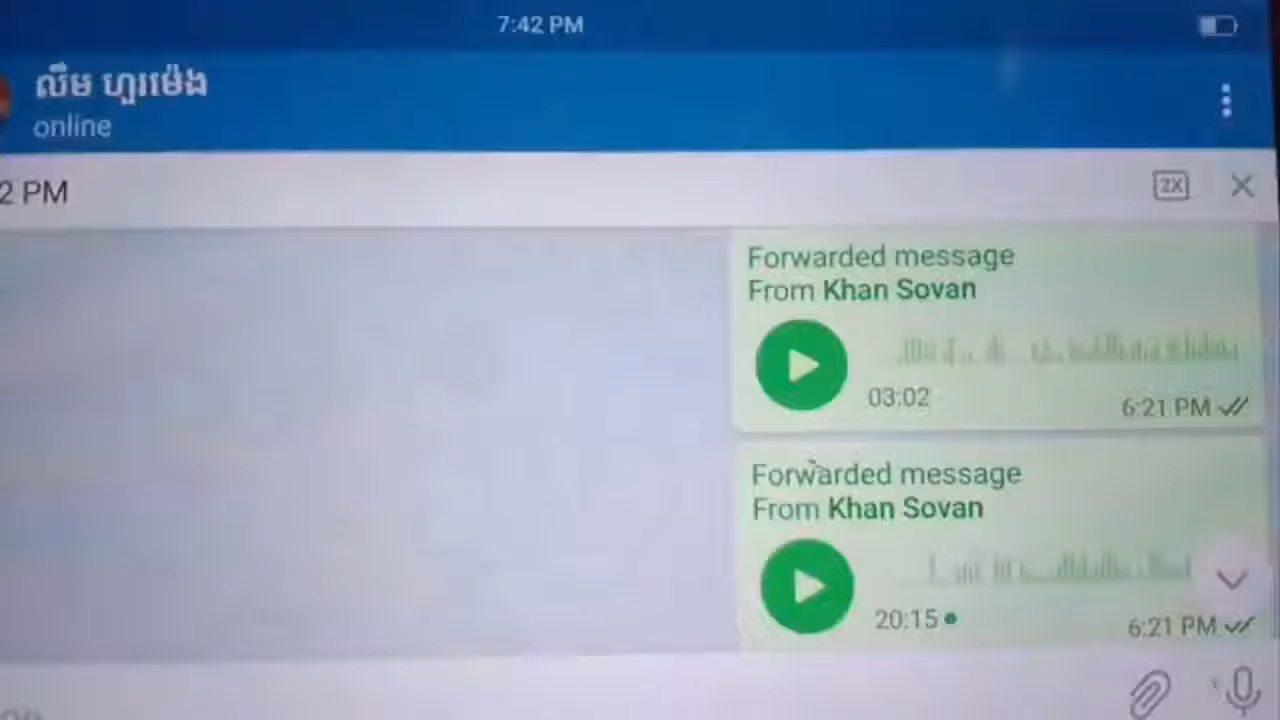 7:42 PM
លឹម ហួរម៉េង
online
2 PM
2X
Forwarded message
From Khan Sovan
03:02
6:21 PM
Forwarded message
From Khan Sovan
20:15
6:21 PM